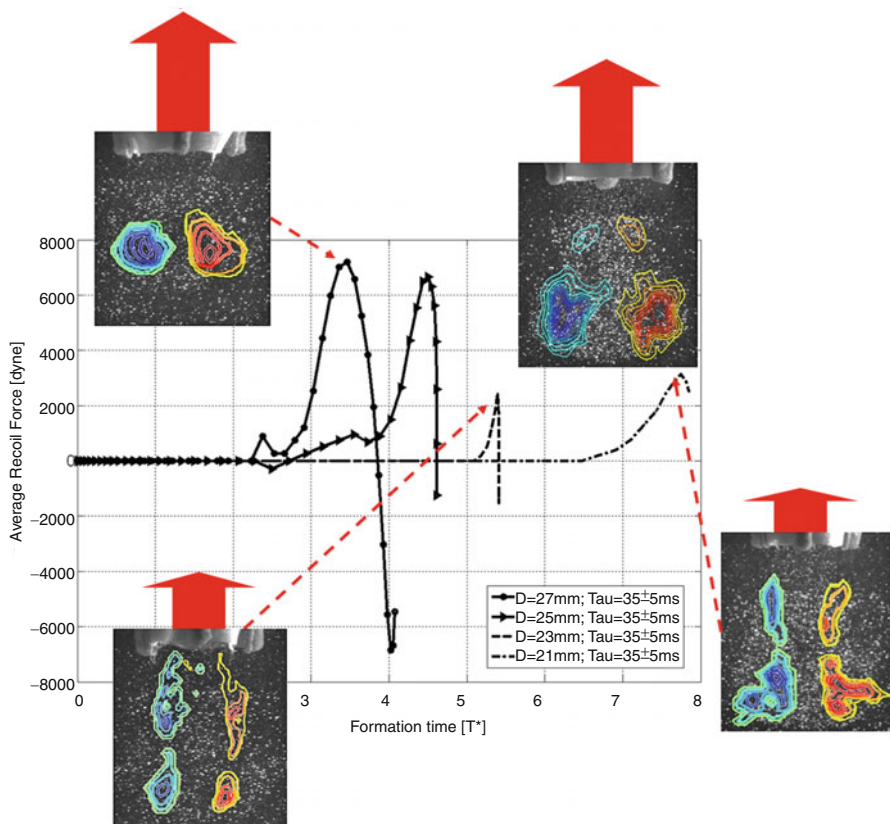 8000
6000
4000
2000
0
−2000
−4000
−6000
−8000
Average Recoil Force [dyne]
0
3
4
5
6
7
8
Formation time [T*]
D=27mm; Tau=35±5ms
D=25mm; Tau=35±5ms
D=23mm; Tau=35±5ms
D=21mm; Tau=35±5ms